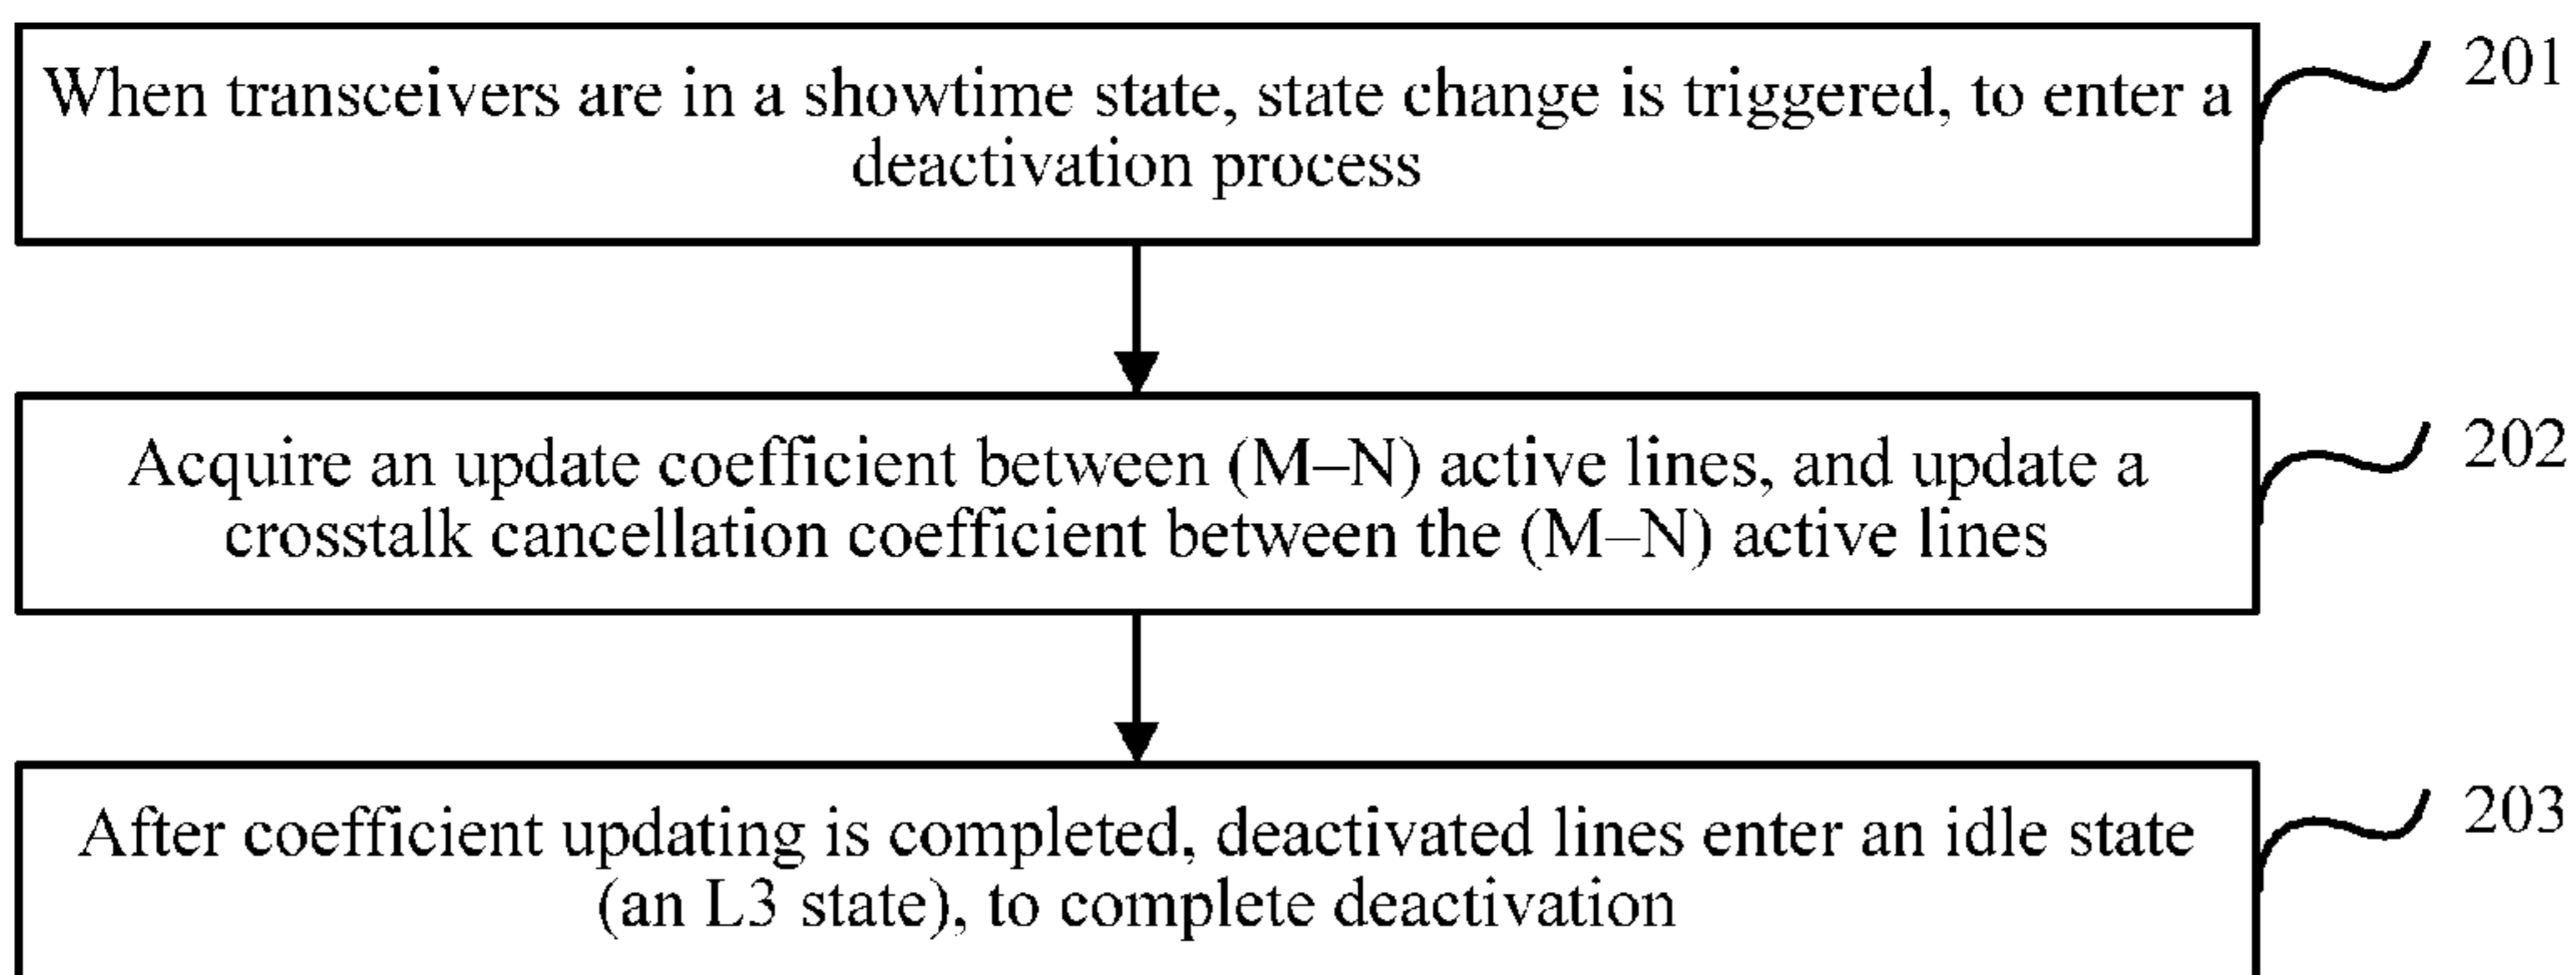 When transceivers are in a showtime state, state change is triggered, to enter a
deactivation process
201
Acquire an update coefficient between (M–N) active lines, and update a
crosstalk cancellation coefficient between the (M–N) active lines
202
After coefficient updating is completed, deactivated lines enter an idle state
(an L3 state), to complete deactivation
203